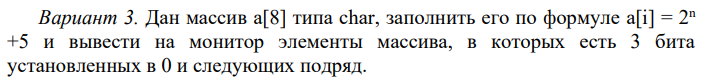 Вариант 3. Дан массив a[8] типа char, заполнить его по формуле a[i] = 2ⁿ
+5 и вывести на монитор элементы массива, в которых есть 3 бита
установленных в 0 и следующих подряд.